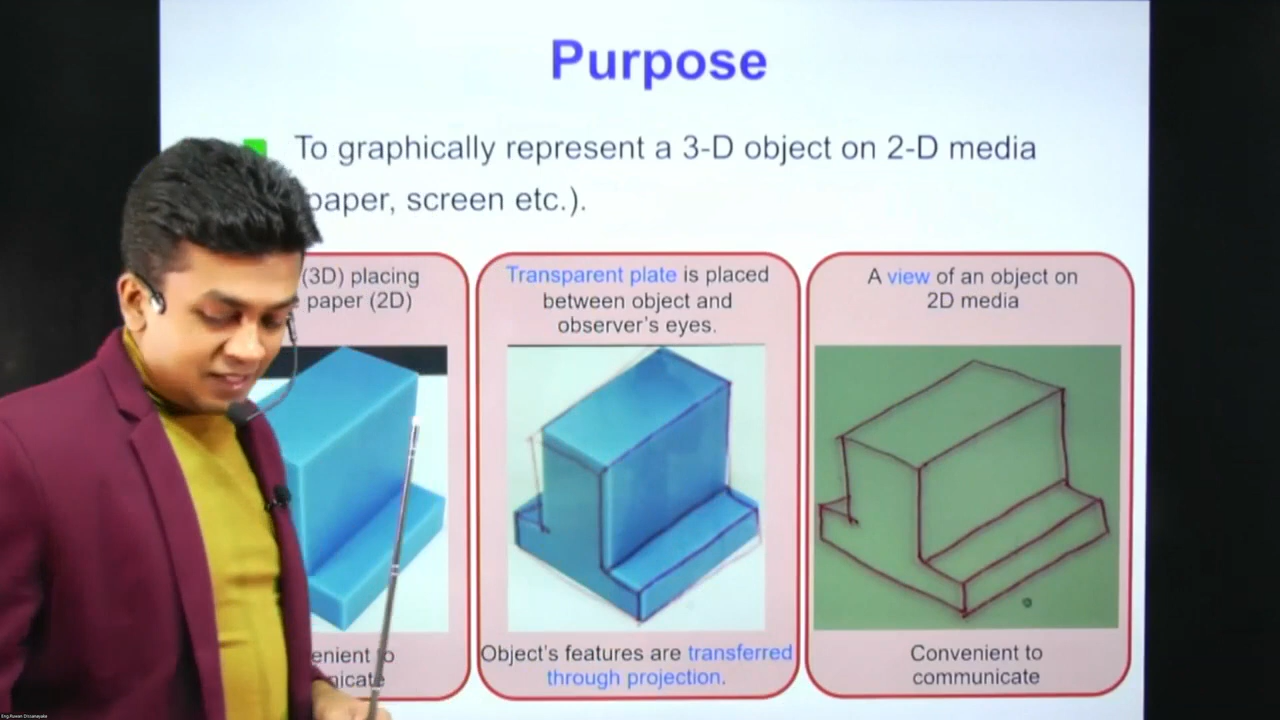 Purpose
To graphically represent a 3-D object on 2-D media
paper, screen etc.).
(3D) placing
paper (2D)
Transparent plate is placed
between object and
observer's eyes.
A view of an object on
2D media
Object's features are transferred
through projection.
Convenient to
communicate